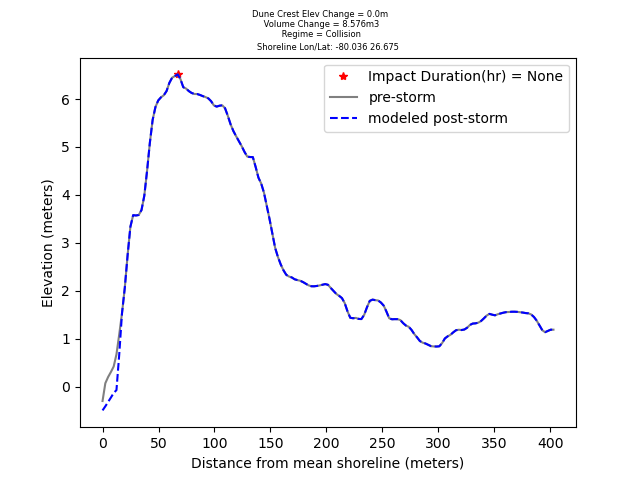 Dune Crest Elev Change = 0.0m
Volume Change = 8.576m3
Regime = Collision
Shoreline Lon/Lat: -80.036 26.675
Impact Duration(hr) = None
pre-storm
modeled post-storm
Elevation (meters)
6
5
4
3
2
1
0
0 50 100 150 200 250 300 350 400
Distance from mean shoreline (meters)